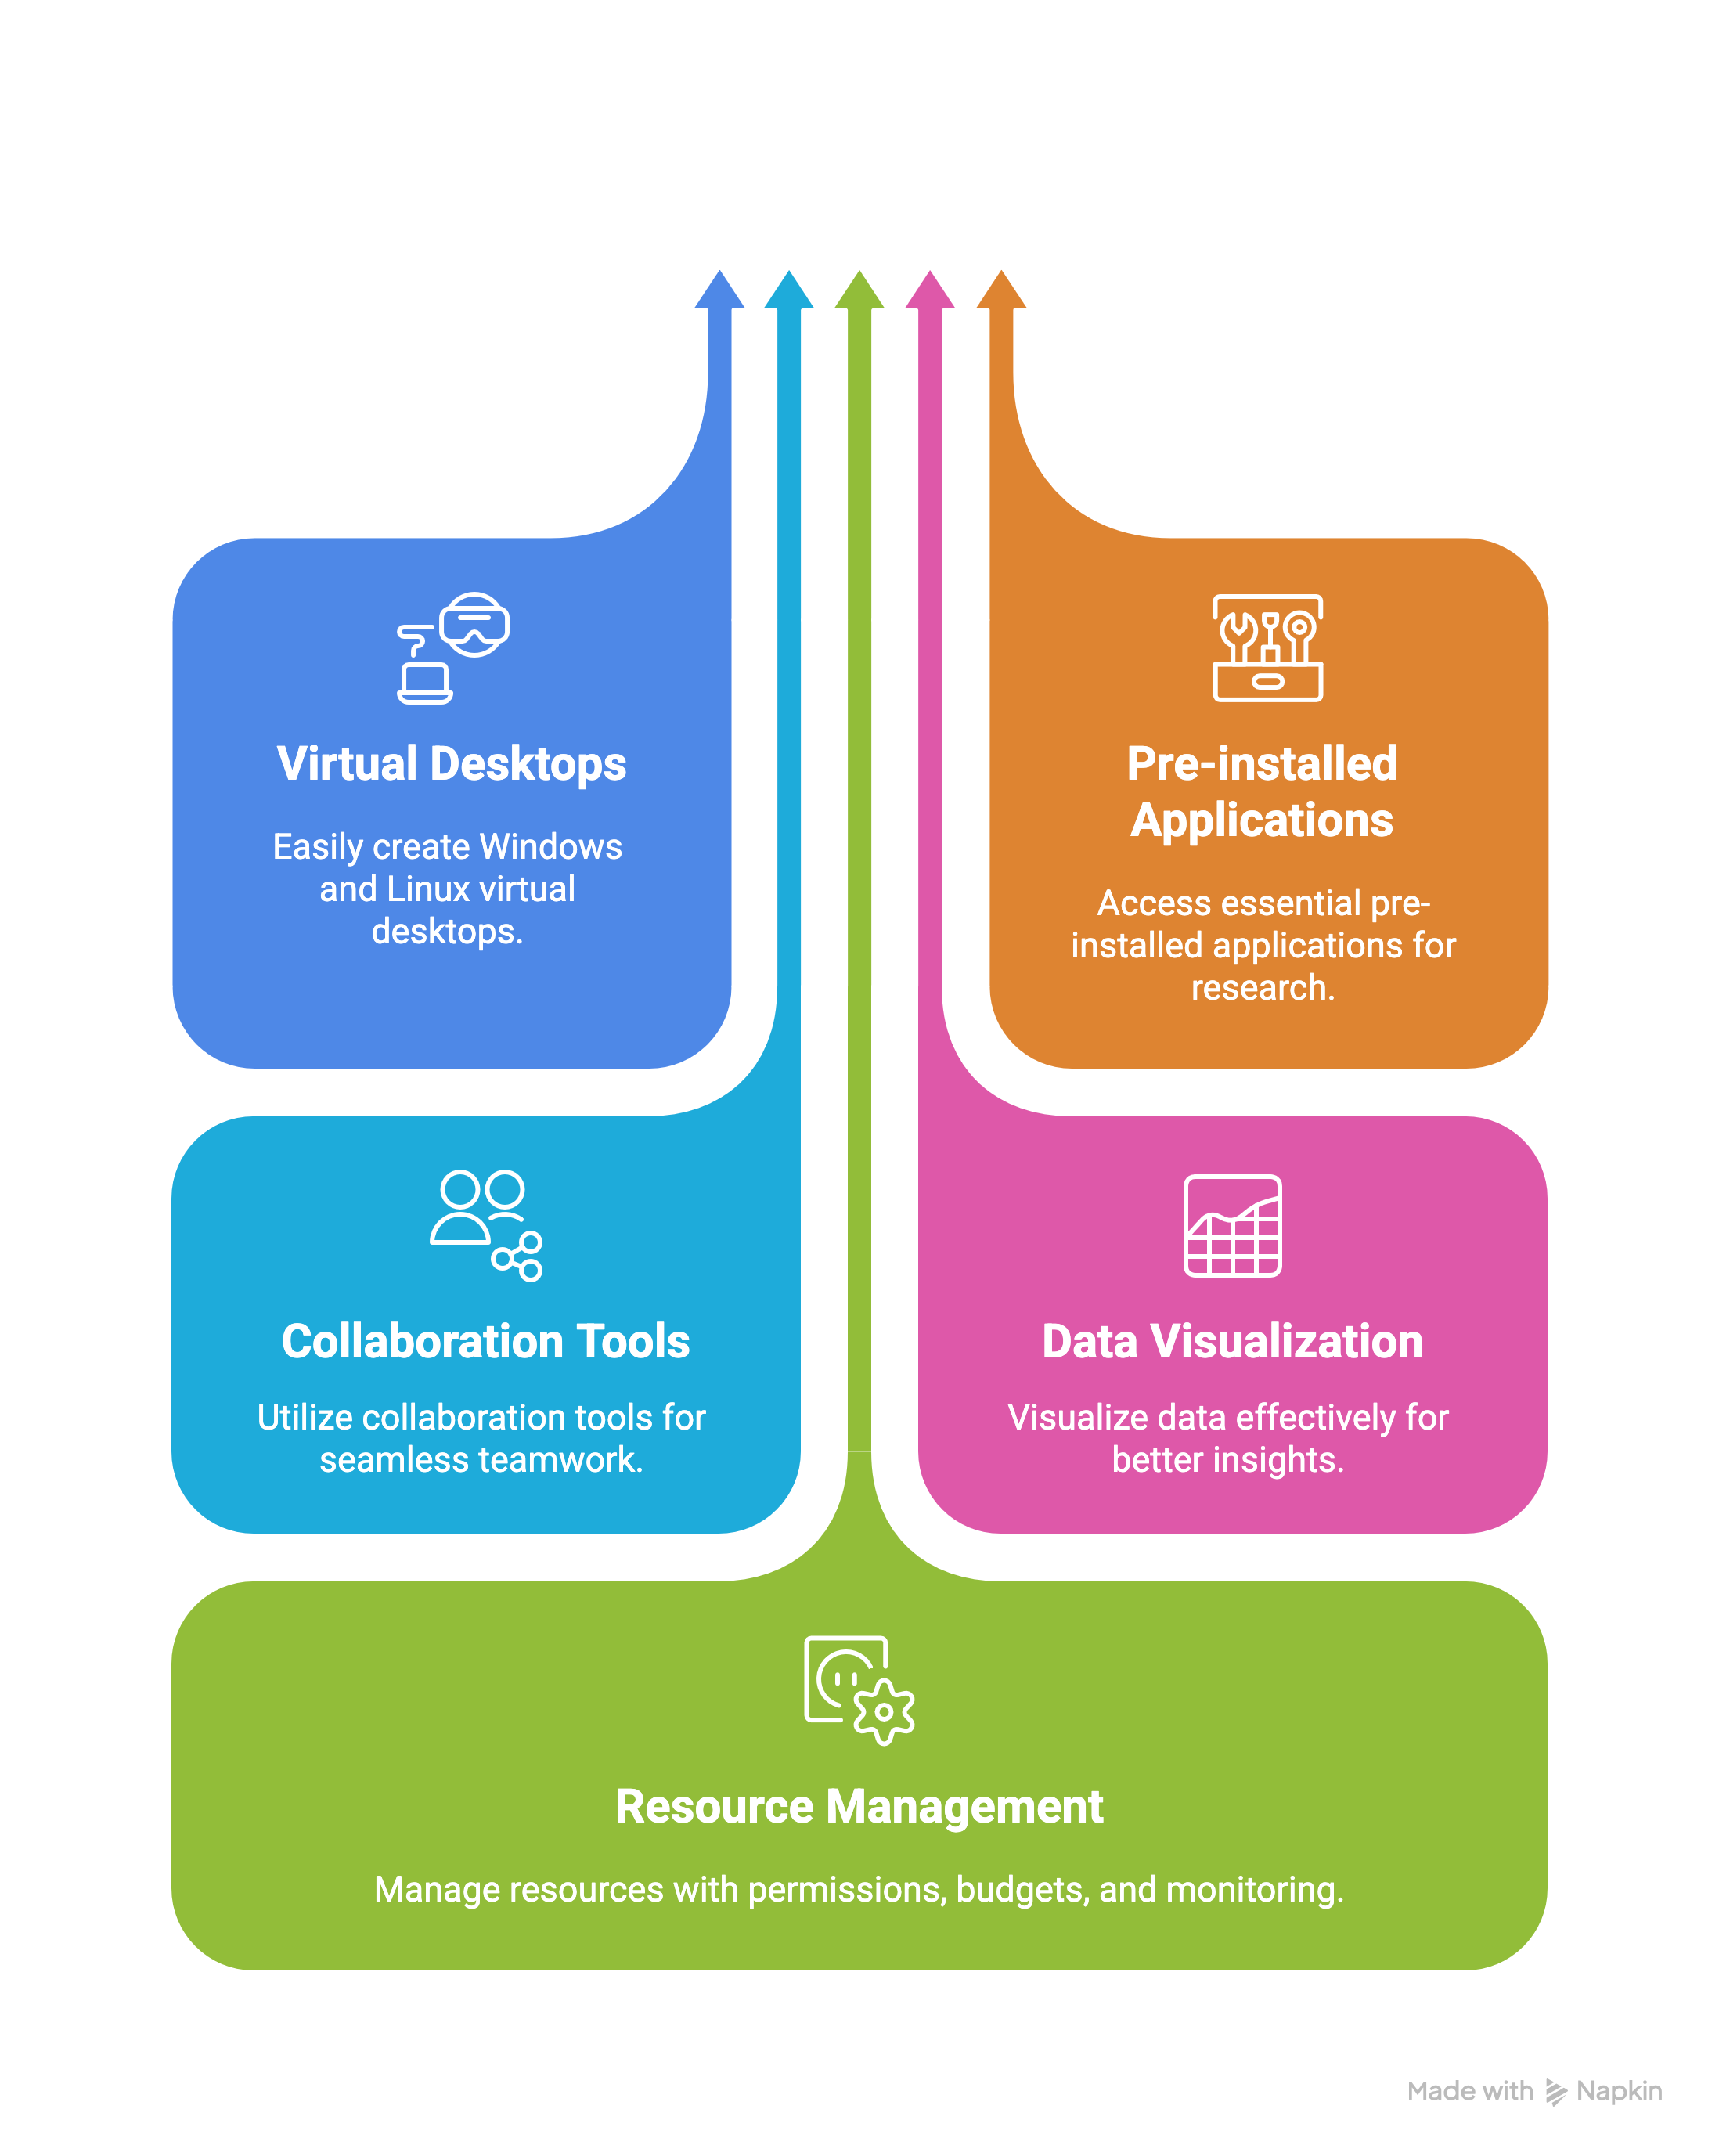 Virtual Desktops
Easily create Windows
and Linux virtual
desktops.
Pre-installed
Applications
Access essential pre-
installed applications for
research.
Collaboration Tools
Utilize collaboration tools for
seamless teamwork.
Data Visualization
Visualize data effectively for
better insights.
Resource Management
Manage resources with permissions, budgets, and monitoring.
Made with Napkin